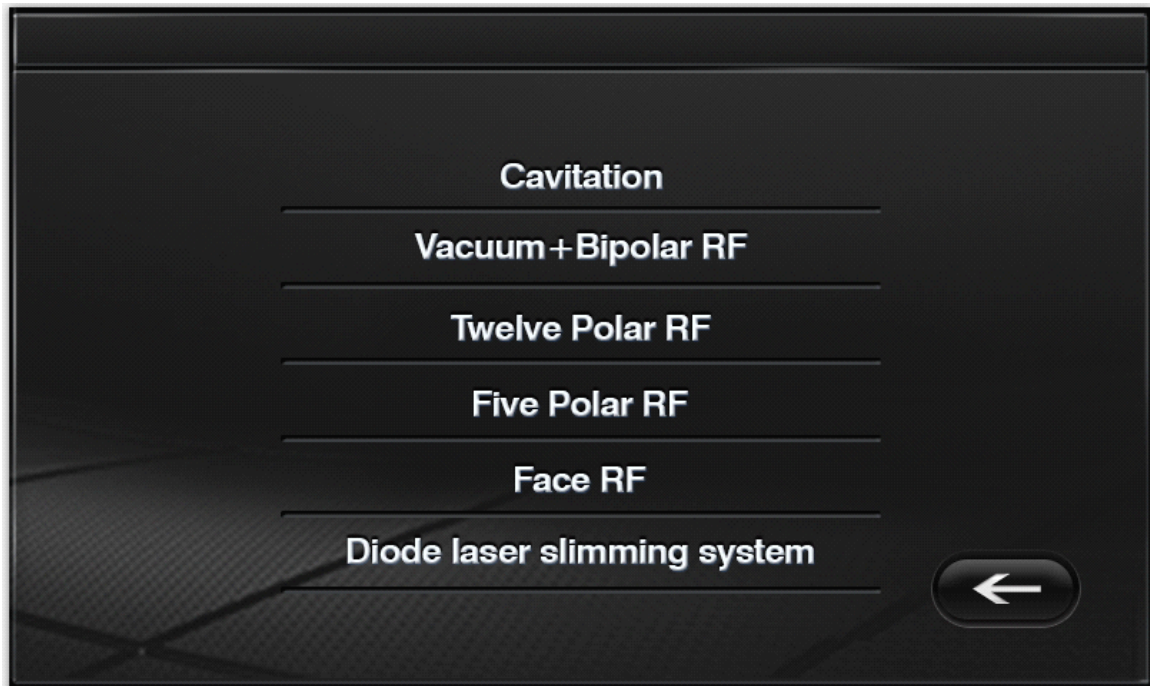 Cavitation
Vacuum+Bipolar RF
Twelve Polar RF
Five Polar RF
Face RF
Diode laser slimming system